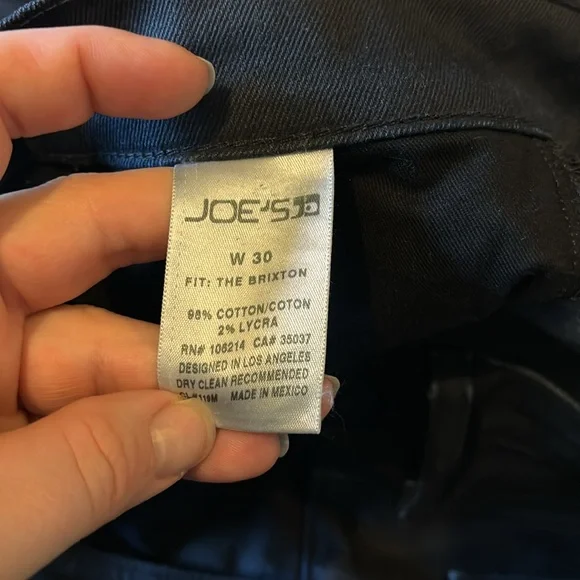 JOE'S
W 30
FIT: THE BRIXTON
98% COTTON/COTON
2% LYCRA
RN# 106214 CA# 35037
DESIGNED IN LOS ANGELES
DRY CLEAN RECOMMENDED
MADE IN MEXICO